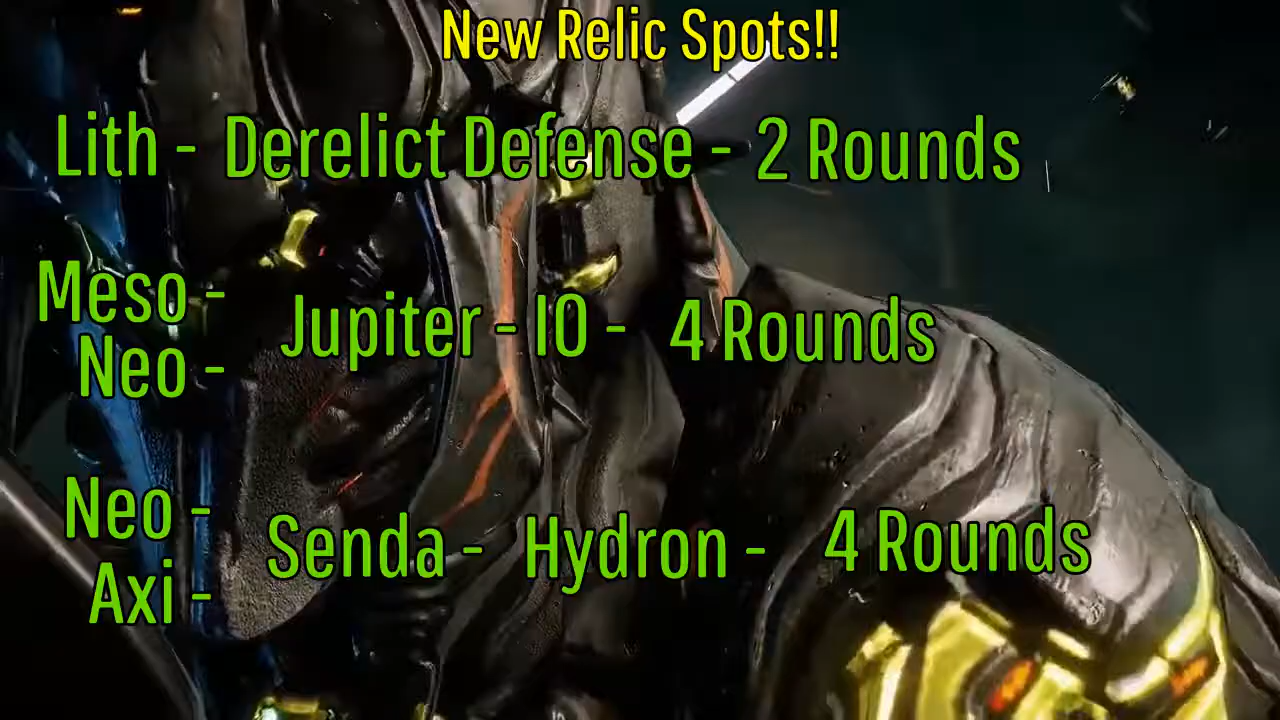 New Relic Spots!!
Lith - Derelict Defense - 2 Rounds
Meso -
Neo -
Jupiter - IO - 4 Rounds
Neo -
Axi -
Senda - Hydron - 4 Rounds